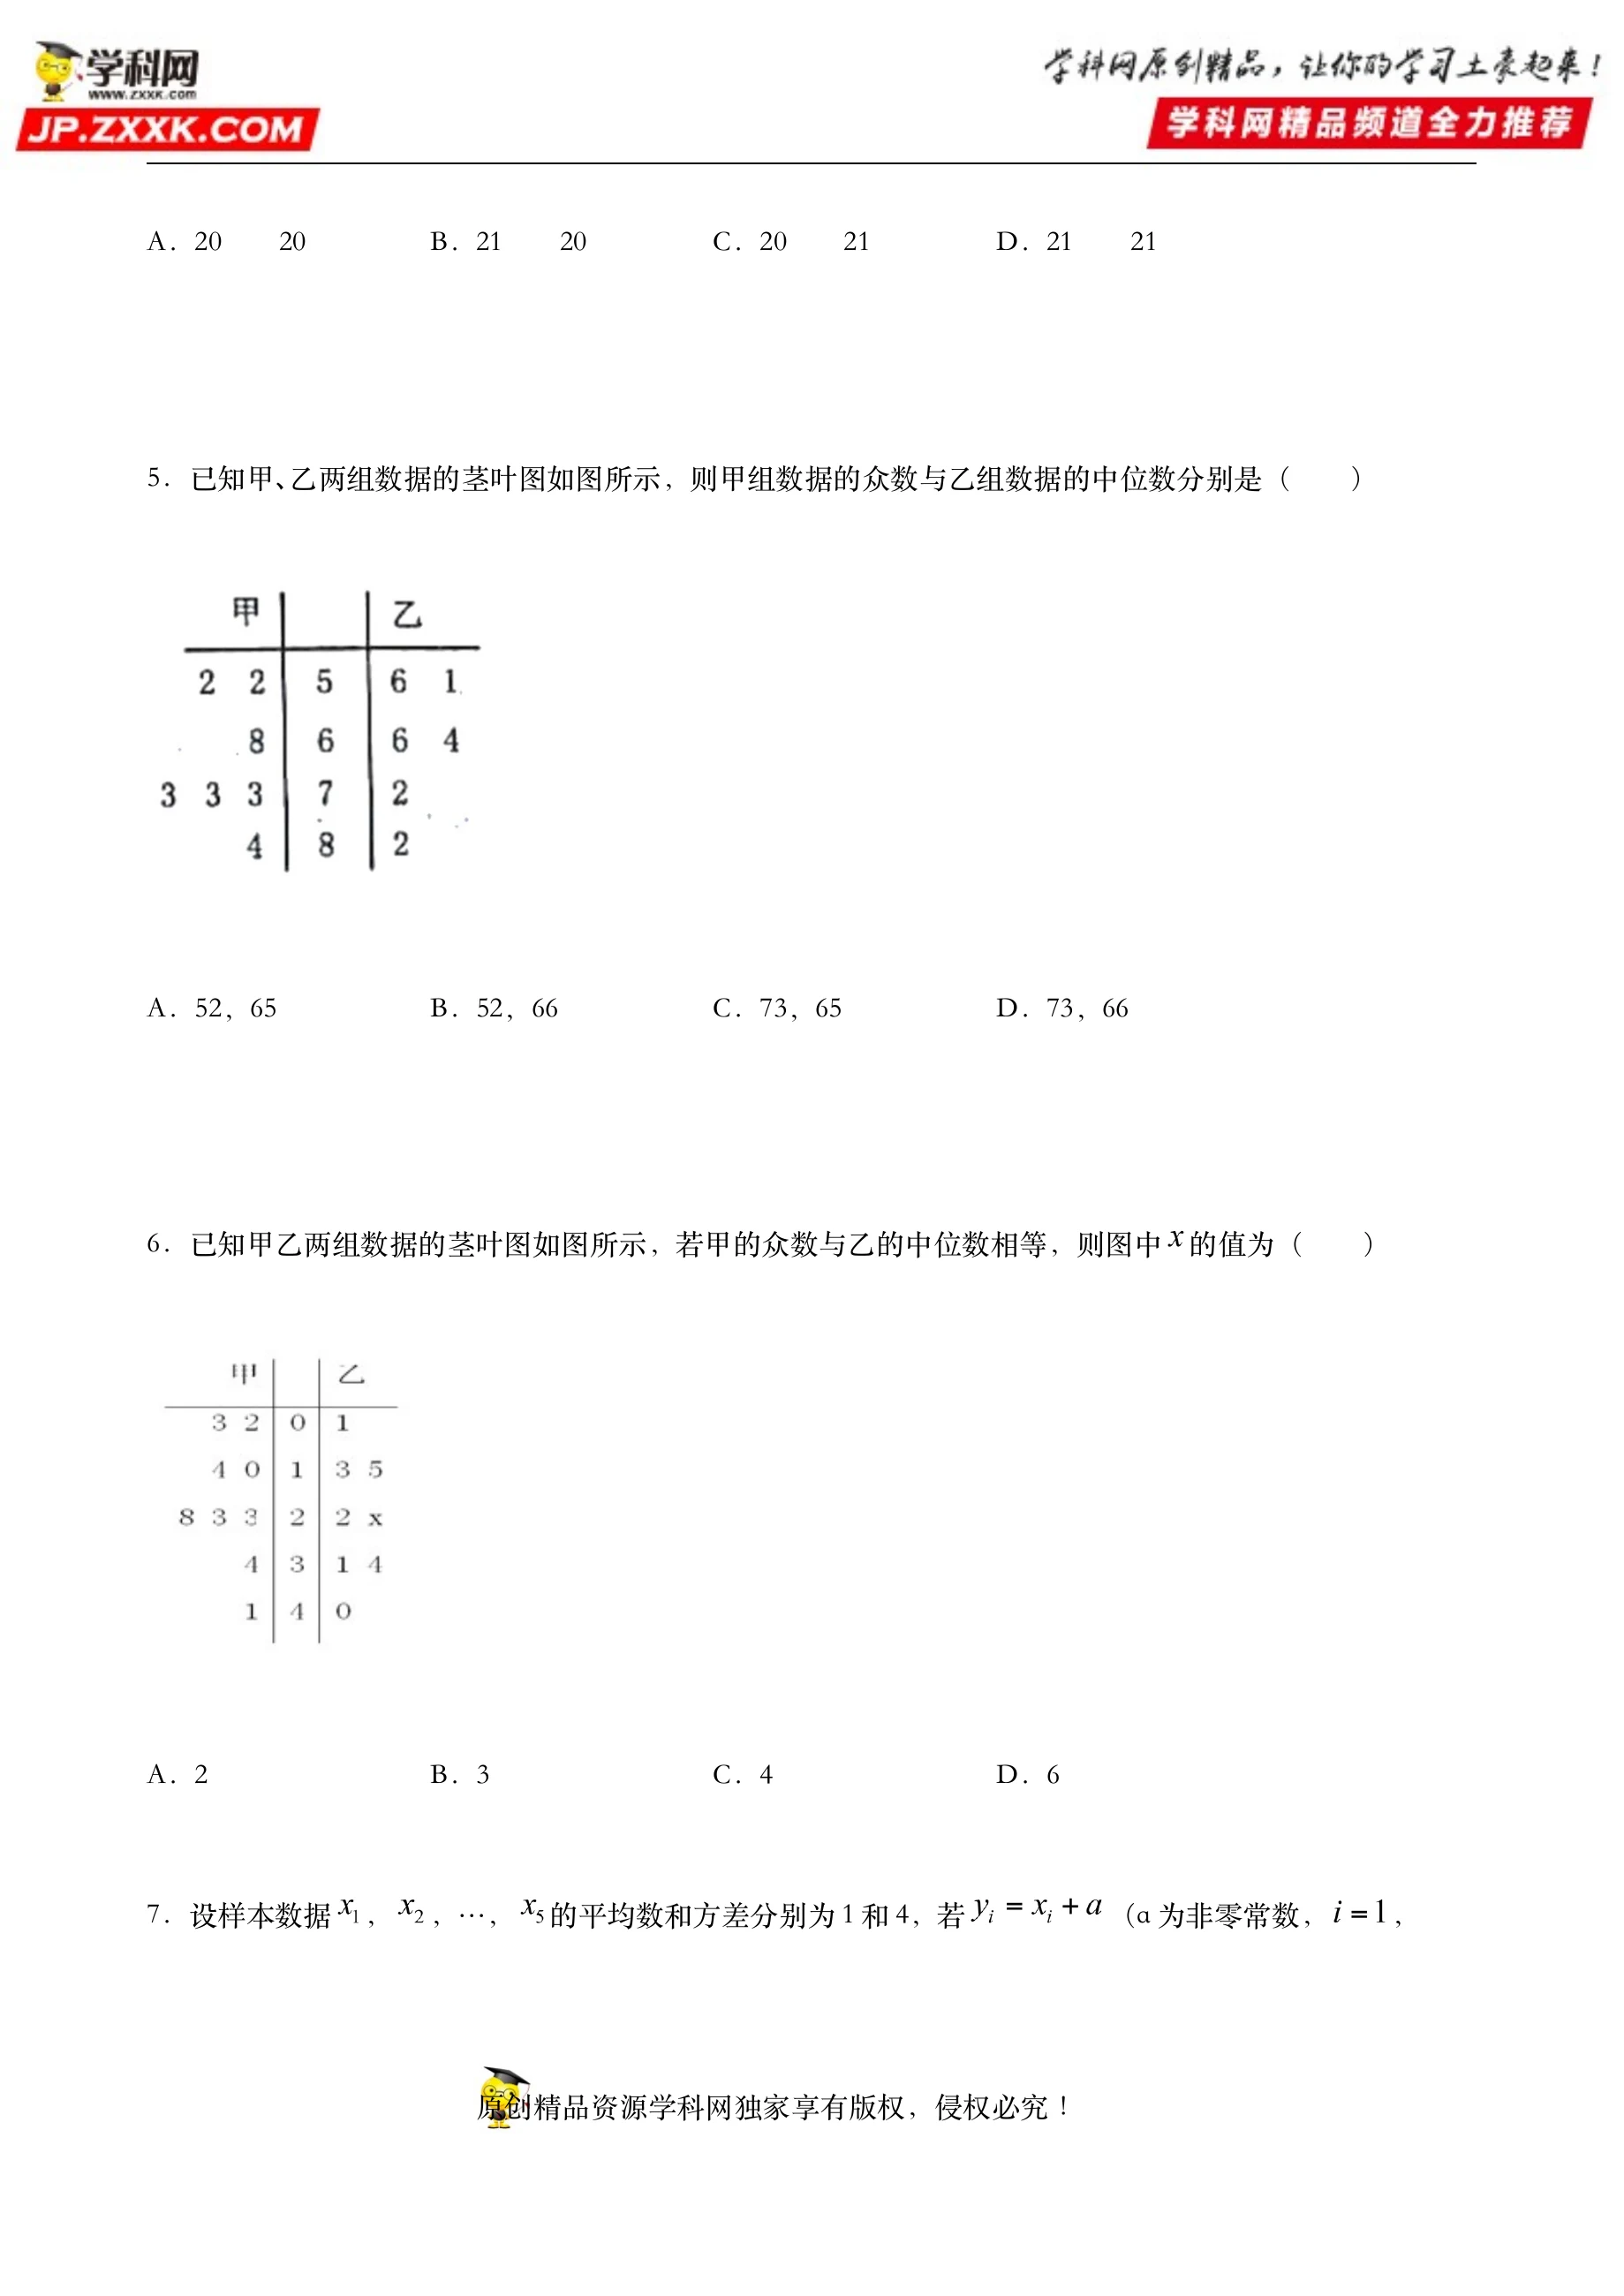 学科网
www.zxxk.com
JP.ZXXK.COM
学科网原创精品，让你的学习土豪起来！
学科网精品频道全力推荐
A．20 20 B．21 20 C．20 21 D．21 21
5．已知甲、乙两组数据的茎叶图如图所示，则甲组数据的众数与乙组数据的中位数分别是（ ）
甲 乙
2 2 5 6 1
8 6 6 4
3 3 3 7 2
4 8 2
A．52，65 B．52，66 C．73，65 D．73，66
6．已知甲乙两组数据的茎叶图如图所示，若甲的众数与乙的中位数相等，则图中 x 的值为（ ）
甲 乙
3 2 0 1
4 0 1 3 5
8 3 3 2 2 x
4 3 1 4
1 4 0
A．2 B．3 C．4 D．6
7．设样本数据 x₁，x₂，…，x₅ 的平均数和方差分别为 1 和 4，若 yᵢ = xᵢ + a（α 为非零常数，i = 1，
原创精品资源学科网独家享有版权，侵权必究！